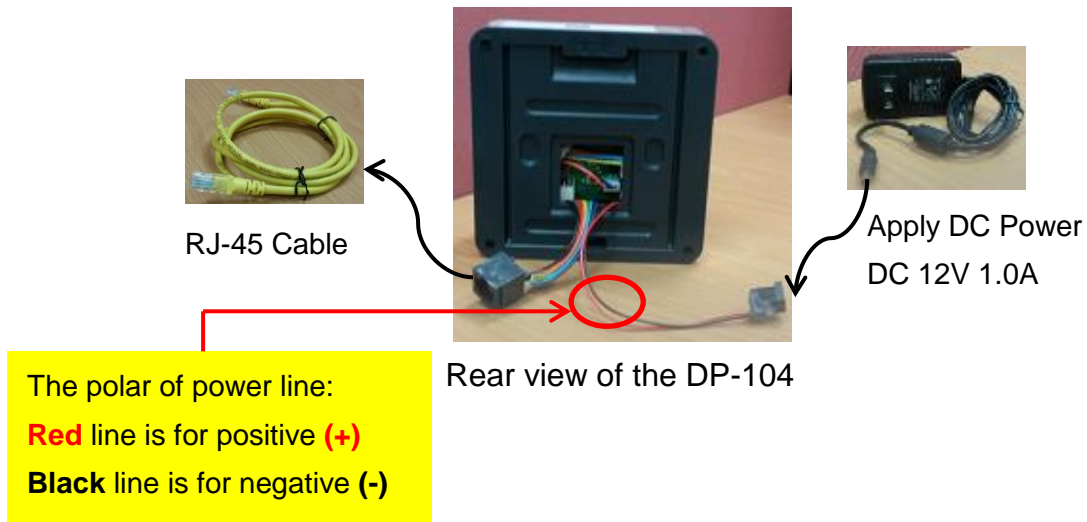 RJ-45 Cable
Apply DC Power
DC 12V 1.0A
Rear view of the DP-104
The polar of power line:
Red line is for positive (+)
Black line is for negative (-)